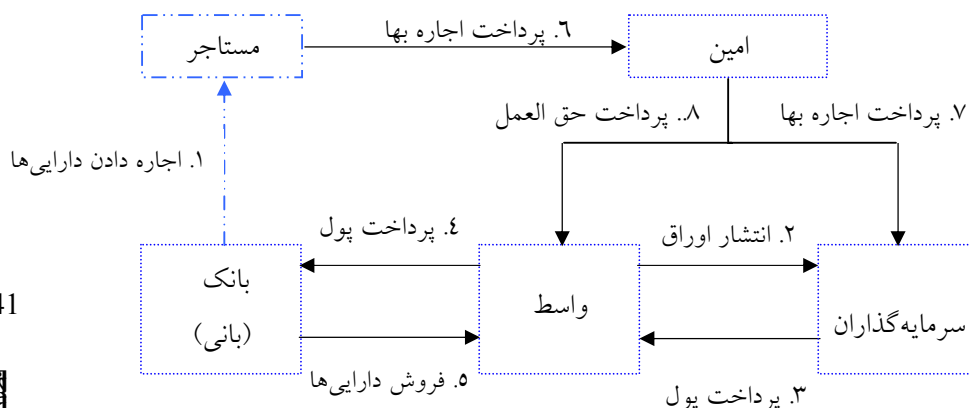 مستاجر
۶. پرداخت اجاره بها
امین
۷. پرداخت اجاره بها
۸.. پرداخت حق العمل
۱. اجاره دادن دارایی‌ها
بانک
(بانی)
۴. پرداخت پول
واسط
۲. انتشار اوراق
سرمایه‌گذاران
۵. فروش دارایی‌ها
۳. پرداخت پول
41